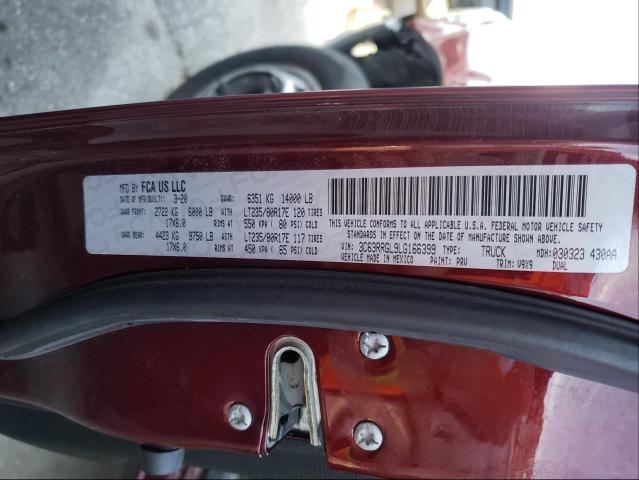 MFD BY FCA US LLC
DATE OF MFR(BUILT): 3-20 GAWR: 6351 KG 14000 LB
GAWR FRONT: 2722 KG 6000 LB WITH LT235/80R17E 120 TIRES
17X6.0 RIMS AT 550 KPA ( 80 PSI) COLD
GAWR REAR: 4423 KG 9750 LB WITH LT235/80R17E 117 TIRES
17X6.0 RIMS AT 450 KPA ( 65 PSI) COLD
THIS VEHICLE CONFORMS TO ALL APPLICABLE U.S.A. FEDERAL MOTOR VEHICLE
SAFETY STANDARDS IN EFFECT ON THE DATE OF MANUFACTURE SHOWN ABOVE.
VIN: 3C63RRGL9LG166399 TYPE: TRUCK DUAL
MDH:030323 430AA
VEHICLE MADE IN MEXICO PAINT: PRV TRIM: V9X9